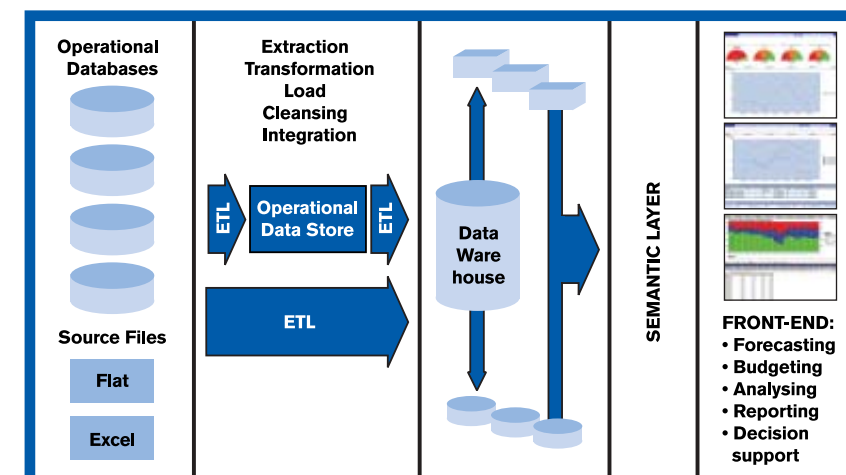 Operational
Databases
Source Files
Flat
Excel
Extraction
Transformation
Load
Cleansing
Integration
ETL
Operational
Data Store
ETL
ETL
Data
Ware
house
SEMANTIC LAYER
FRONT-END:
• Forecasting
• Budgeting
• Analysing
• Reporting
• Decision
support